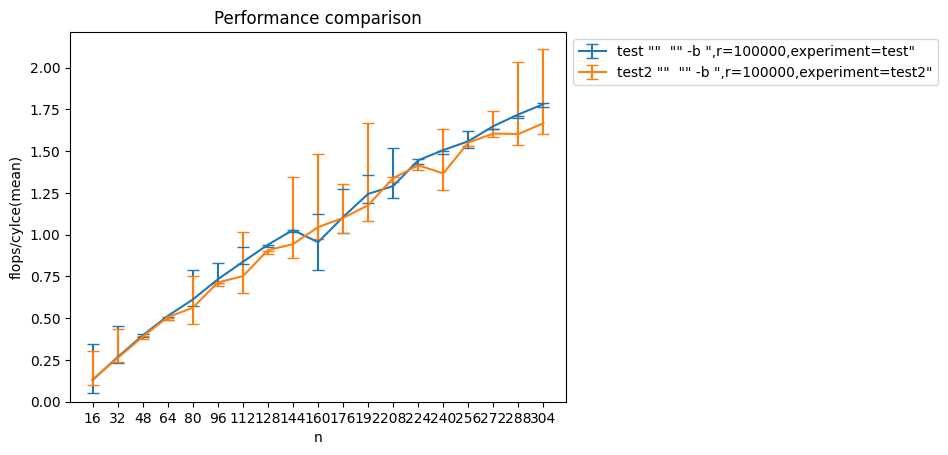 Performance comparison
test "" "" -b ",r=100000,experiment=test"
test2 "" "" -b ",r=100000,experiment=test2"
flops/cylce(mean)
2.00
1.75
1.50
1.25
1.00
0.75
0.50
0.25
0.00
16 32 48 64 80 96 112 128 144 160 176 192 208 224 240 256 272 288 304
n